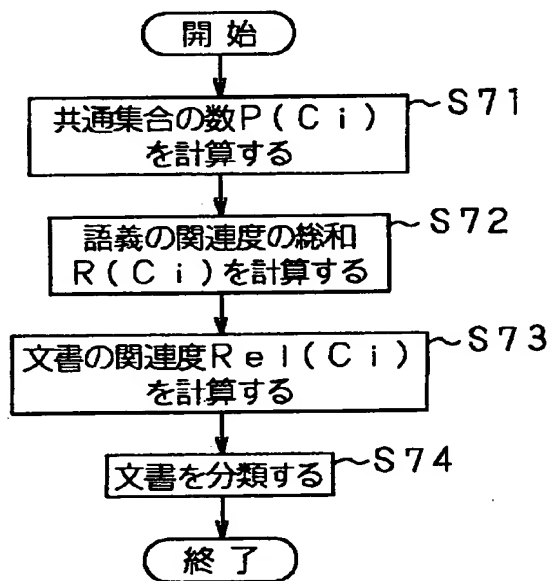 開始
共通集合の数P(Ci)
を計算する
S71
語義の関連度の総和
R(Ci)を計算する
S72
文書の関連度Rel(Ci)
を計算する
S73
文書を分類する
S74
終了